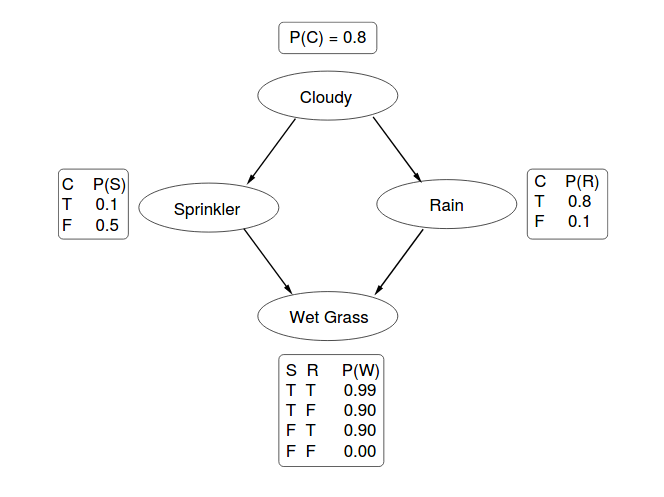 P(C) = 0.8
Cloudy
C P(S)
T 0.1
F 0.5
Sprinkler
Rain
C P(R)
T 0.8
F 0.1
Wet Grass
S R P(W)
T T 0.99
T F 0.90
F T 0.90
F F 0.00